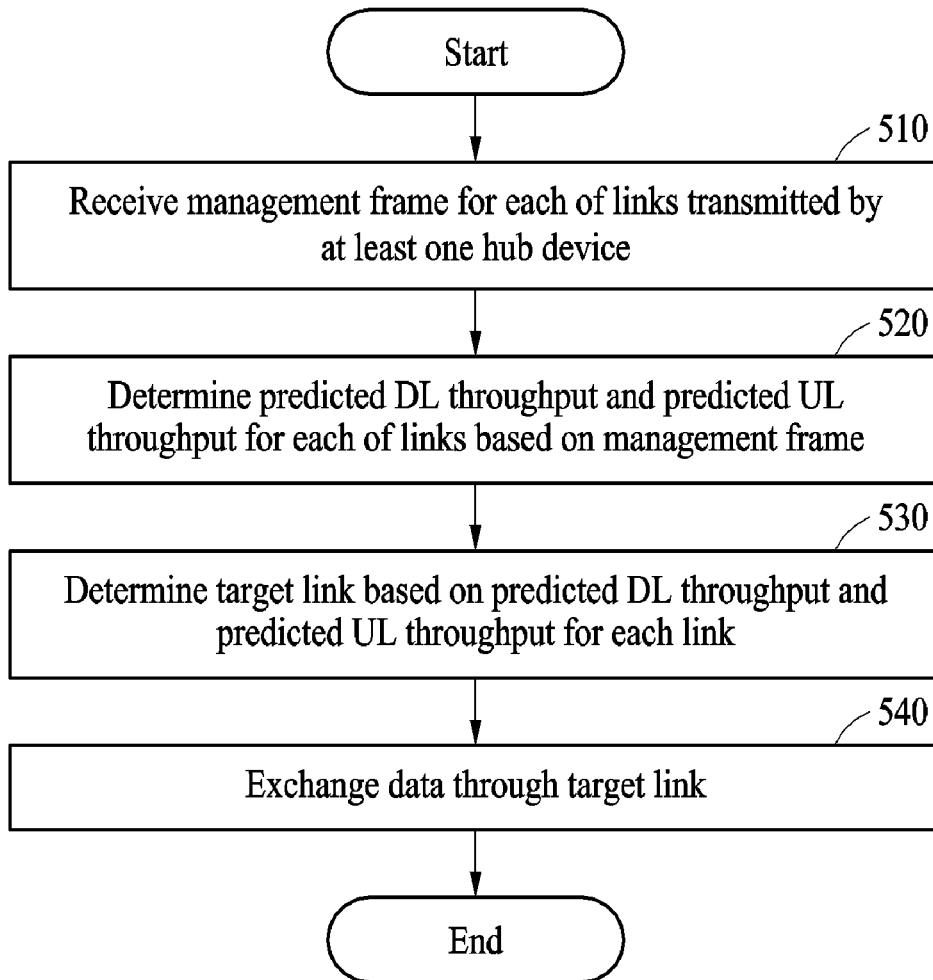 Start
510
Receive management frame for each of links transmitted by
at least one hub device
520
Determine predicted DL throughput and predicted UL
throughput for each of links based on management frame
530
Determine target link based on predicted DL throughput and
predicted UL throughput for each link
540
Exchange data through target link
End